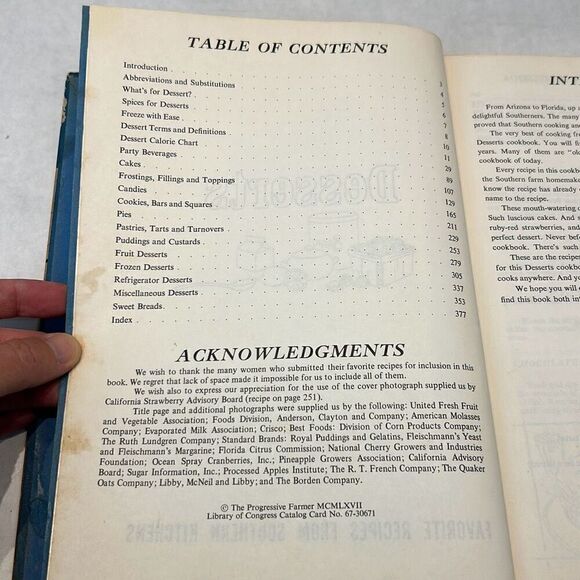 TABLE OF CONTENTS
Introduction 3
Abbreviations and Substitutions 4
What's for Dessert? 5
Spices for Desserts 6
Freeze with Ease 7
Dessert Terms and Definitions 8
Dessert Calorie Chart 10
Party Beverages 11
Cakes 29
Frostings, Fillings and Toppings 89
Candies 107
Cookies, Bars and Squares 129
Pies 165
Pastries, Tarts and Turnovers 211
Puddings and Custards 229
Fruit Desserts 253
Frozen Desserts 279
Refrigerator Desserts 305
Miscellaneous Desserts 337
Sweet Breads 353
Index 377
ACKNOWLEDGMENTS
We wish to thank the many women who submitted their favorite recipes for inclusion in this
book. We regret that lack of space made it impossible for us to include all of them.
We wish also to express our appreciation for the use of the cover photograph supplied us by
California Strawberry Advisory Board (recipe on page 251).
Title page and additional photographs were supplied us by the following: United Fresh Fruit
and Vegetable Association; Foods Division, Anderson, Clayton and Company; American Molasses
Company; Evaporated Milk Association; Crisco; Best Foods: Division of Corn Products Company;
The Ruth Lundgren Company; Standard Brands: Royal Puddings and Gelatins, Fleischmann's Yeast
and Fleischmann's Margarine; Florida Citrus Commission; National Cherry Growers and Industries
Foundation; Ocean Spray Cranberries, Inc.; Pineapple Growers Association; California Advisory
Board; Sugar Information, Inc.; Processed Apples Institute; The R. T. French Company; The Quaker
Oats Company; Libby, McNeil and Libby; and The Borden Company.
© The Progressive Farmer MCMLXVII
Library of Congress Catalog Card No. 67-30671
INT
From Arizona to Florida, up a
delightful Southerners. The many
proved that Southern cooking an
The very best of cooking fr
Desserts cookbook. You will fi
Many of them are "old
cookbook of today.
Every recipe in this cookb
the Southern farm homemake
know the recipe has already
name to the recipe.
These mouth-watering
Such luscious cakes. And s
ruby-red strawberries, and
perfect dessert. Never befor
cookbook. There's such
These are the recipes
for this Desserts cookboo
cooks anywhere. And yo
We hope you will
find this book both in